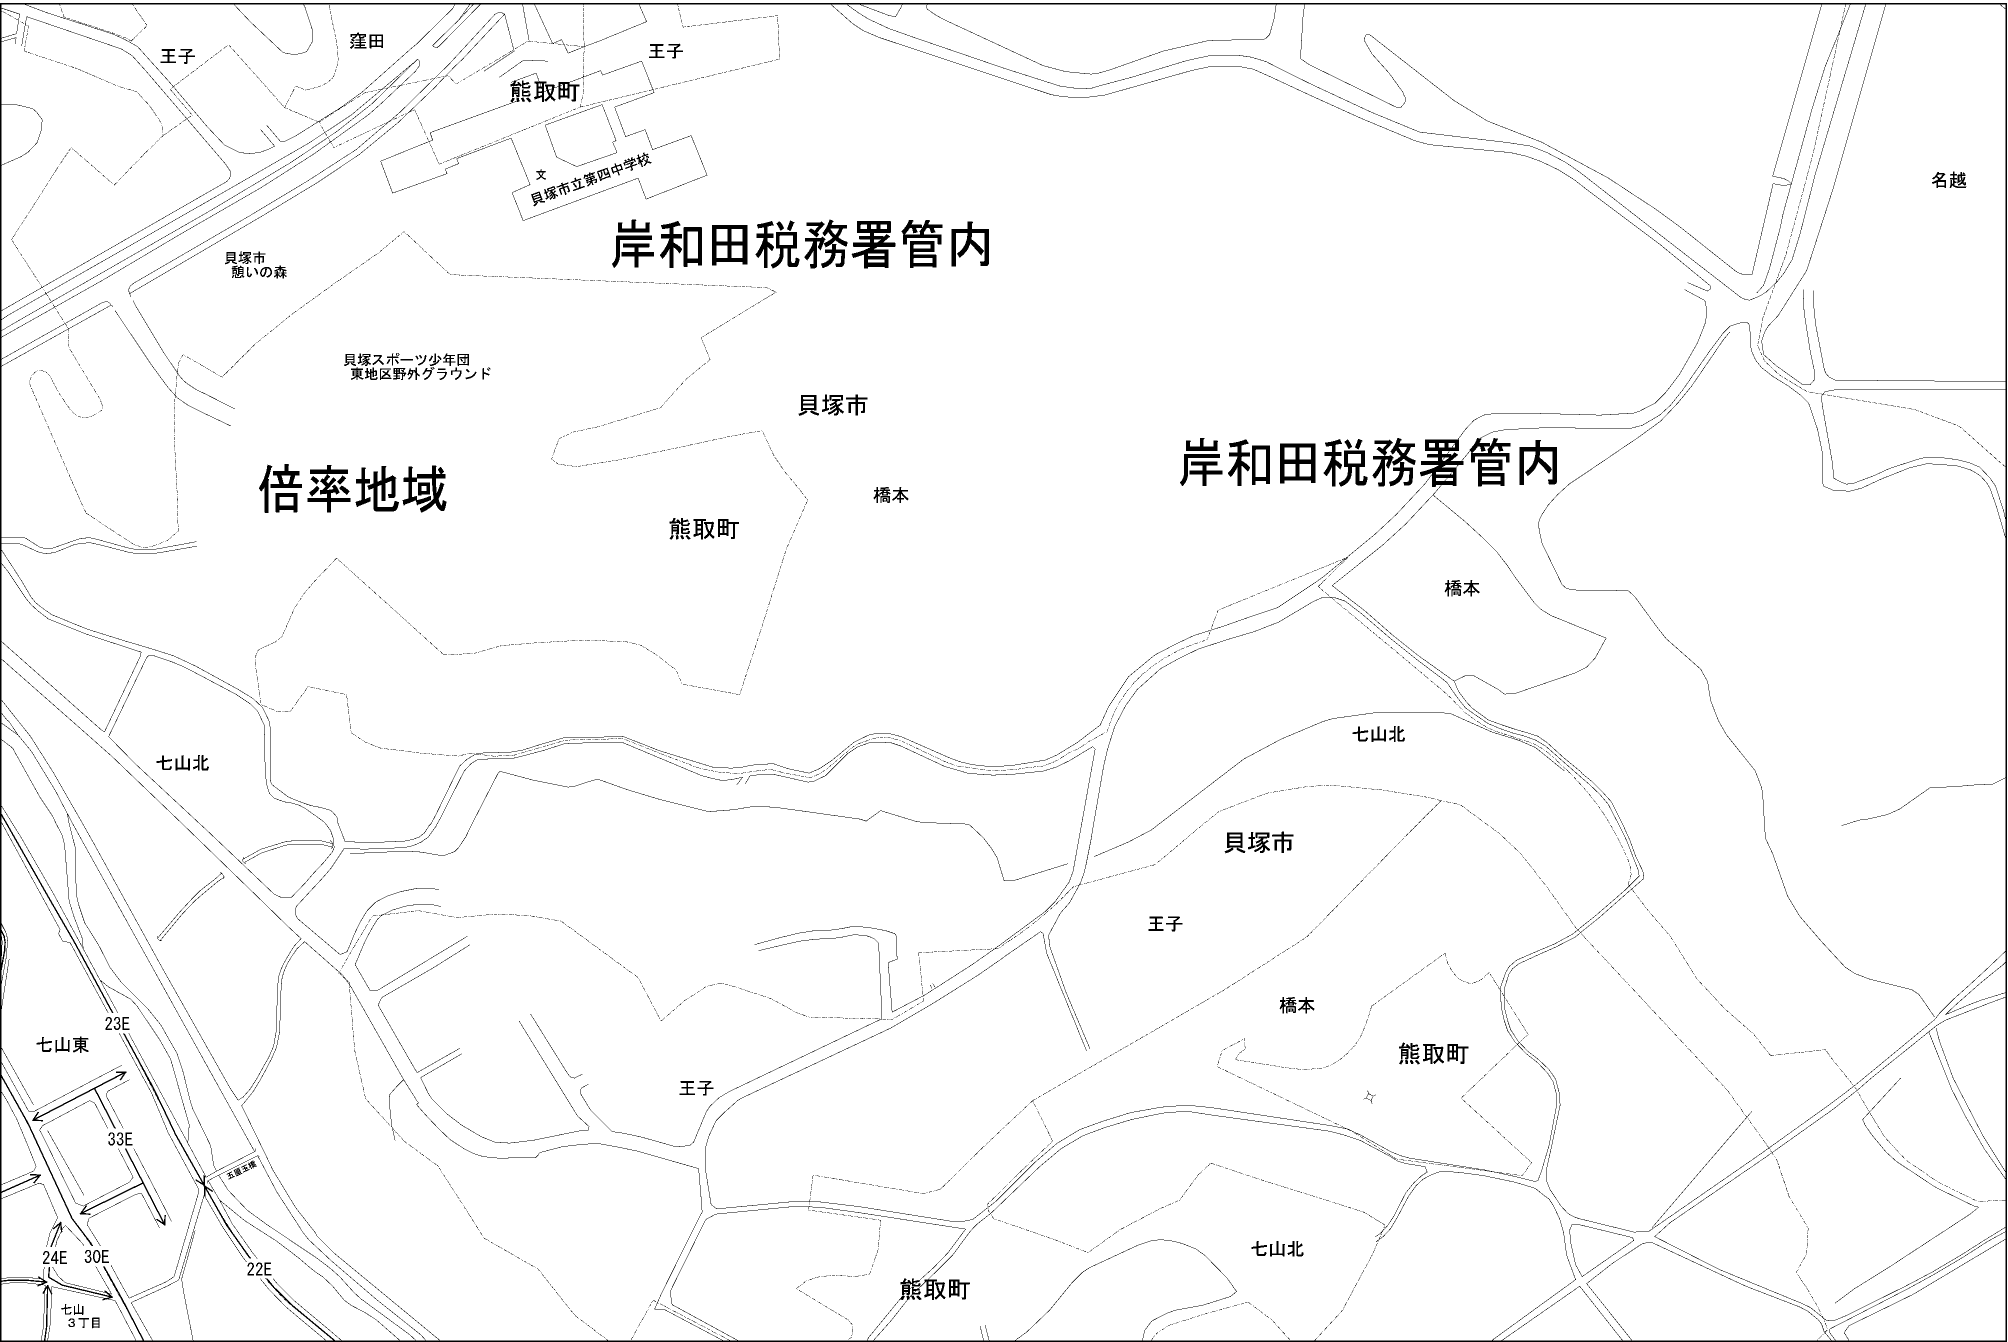 窪田
王子
王子
熊取町
文
貝塚市立第四中学校
名越
岸和田税務署管内
貝塚市
憩いの森
貝塚スポーツ少年団
東地区野外グラウンド
貝塚市
岸和田税務署管内
倍率地域
橋本
熊取町
橋本
七山北
七山北
貝塚市
王子
橋本
23E
七山東
熊取町
王子
33E
七山北
24E
30E
22E
熊取町
七山
3丁目